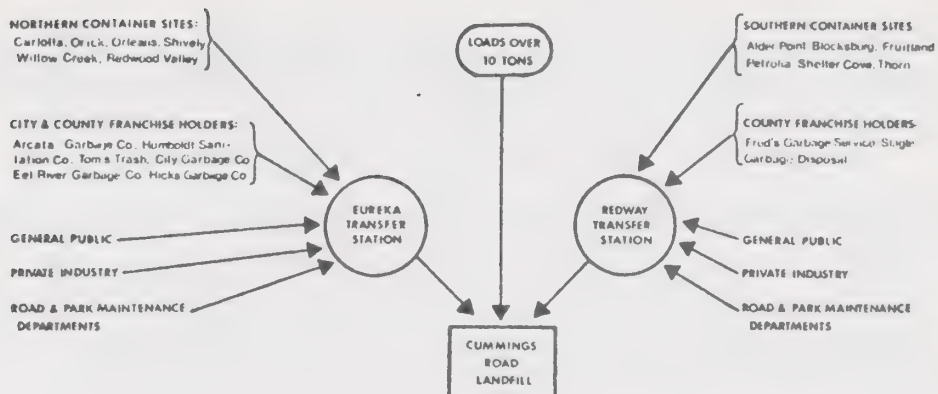 NORTHERN CONTAINER SITES:
Carlotta, Orick, Orleans, Shively
Willow Creek, Redwood Valley
CITY & COUNTY FRANCHISE HOLDERS:
Arcata Garbage Co, Humboldt Sani-
tation Co, Tom's Trash, City Garbage Co
Eel River Garbage Co, Hicks Garbage Co
GENERAL PUBLIC
PRIVATE INDUSTRY
ROAD & PARK MAINTENANCE
DEPARTMENTS
EUREKA
TRANSFER
STATION
LOADS OVER
10 TONS
CUMMINGS
ROAD
LANDFILL
SOUTHERN CONTAINER SITES
Alder Point, Blocksburg, Fruitland
Petrolia, Shelter Cove, Thorn
COUNTY FRANCHISE HOLDERS
Fred's Garbage Service,
Garbage Disposal
REDWAY
TRANSFER
STATION
GENERAL PUBLIC
PRIVATE INDUSTRY
ROAD & PARK MAINTENANCE
DEPARTMENTS